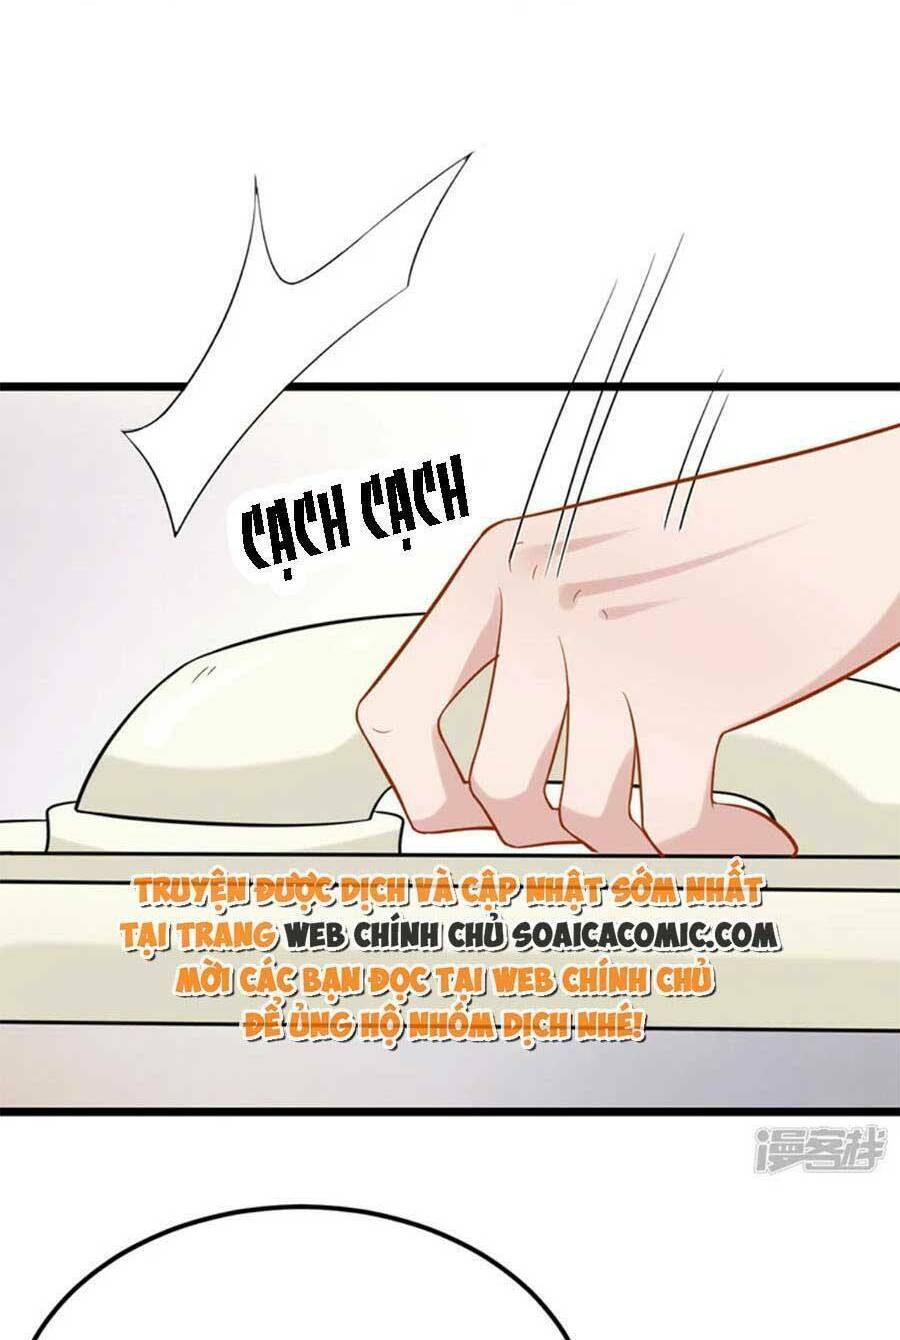 CẠCH CẠCH
TRUYỆN ĐƯỢC DỊCH VÀ CẬP NHẬT SỚM NHẤT
TẠI TRANG WEB CHÍNH CHỦ SOAICACOMIC.COM
MỜI CÁC BẠN ĐỌC TẠI WEB CHÍNH CHỦ
ĐỂ ỦNG HỘ NHÓM DỊCH NHÉ!
漫客栈